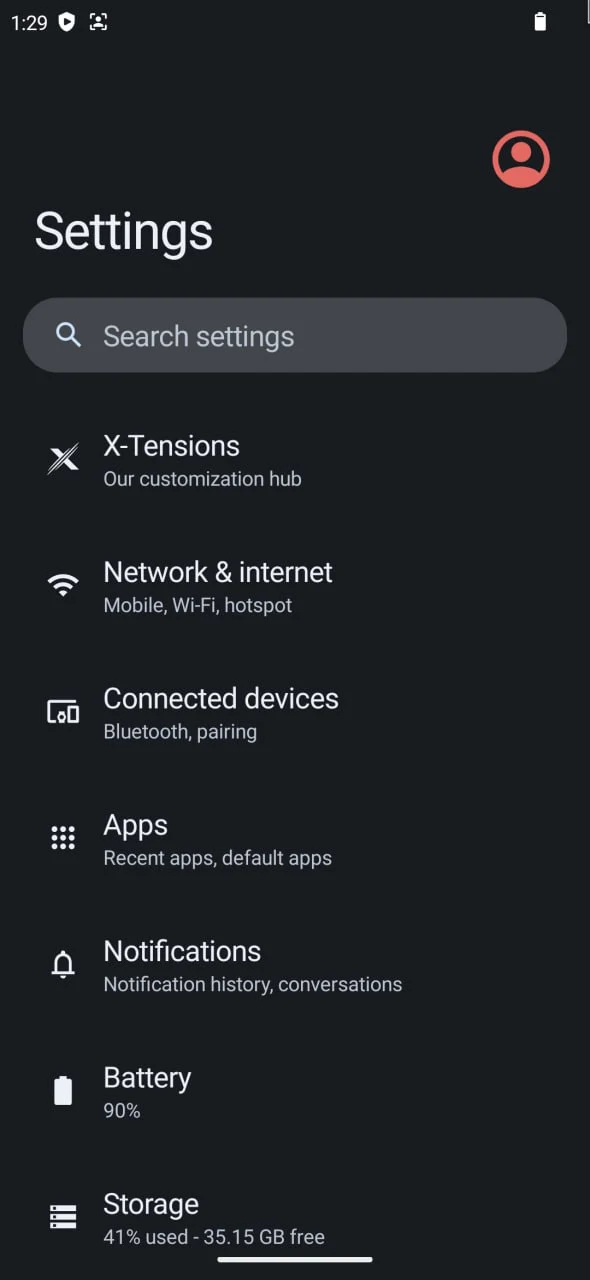 1:29
Settings
Search settings
X-Tensions
Our customization hub
Network & internet
Mobile, Wi-Fi, hotspot
Connected devices
Bluetooth, pairing
Apps
Recent apps, default apps
Notifications
Notification history, conversations
Battery
90%
Storage
41% used - 35.15 GB free